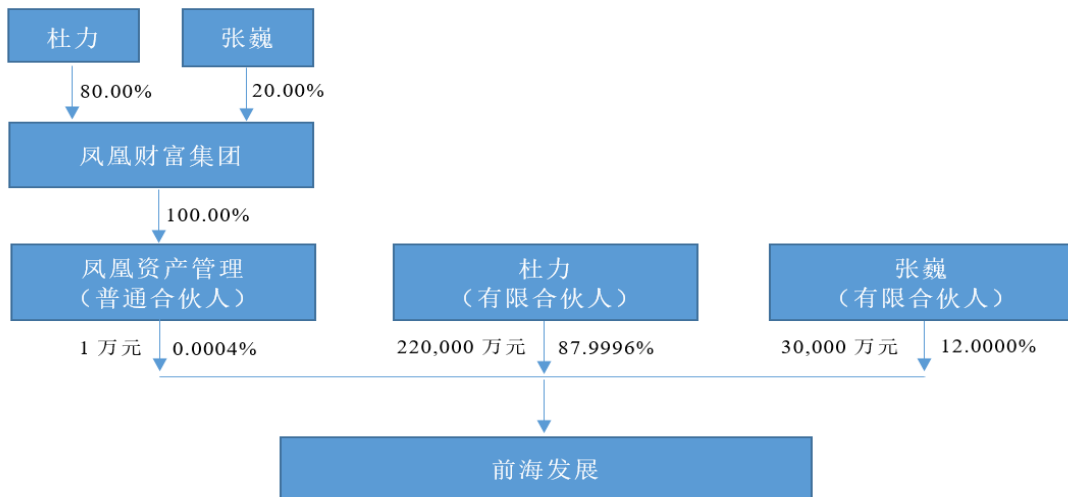 杜力
张巍
80.00%
20.00%
凤凰财富集团
100.00%
凤凰资产管理
（普通合伙人）
杜力
（有限合伙人）
张巍
（有限合伙人）
1 万元
0.0004%
220,000 万元
87.9996%
30,000 万元
12.0000%
前海发展